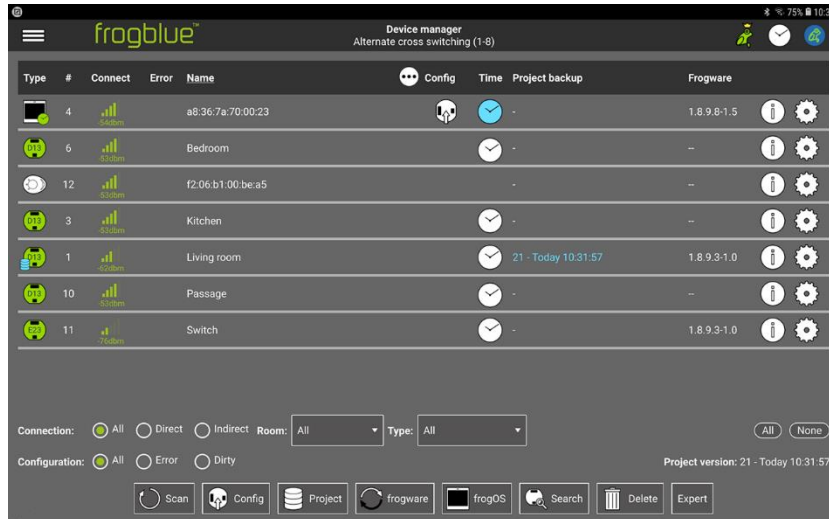 75% 10:3
frogblue™
Device manager
Alternate cross switching (1-8)
Type # Connect Error Name Config Time Project backup Frogware
4 -54dbm a8:36:7a:70:00:23 - 1.8.9.8-1.5
D13 6 -53dbm Bedroom - --
12 -53dbm f2:06:b1:00:be:a5 - --
D13 3 -53dbm Kitchen - --
D13 1 -62dbm Living room 21 - Today 10:31:57 1.8.9.3-1.0
D13 10 -53dbm Passage - --
E23 11 -76dbm Switch - 1.8.9.3-1.0
Connection: All Direct Indirect Room: All Type: All All None
Configuration: All Error Dirty Project version: 21 - Today 10:31:57
Scan Config Project frogware frogOS Search Delete Expert